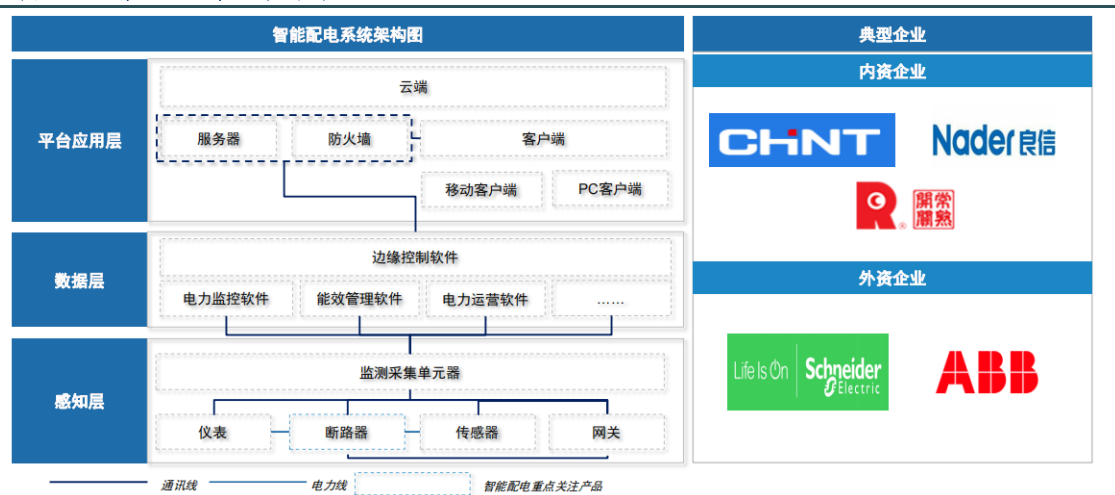 智能配电系统架构图
典型企业
平台应用层
云端
服务器
防火墙
客户端
移动客户端
PC客户端
数据层
边缘控制软件
电力监控软件
能效管理软件
电力运营软件
……
感知层
监测采集单元器
仪表
断路器
传感器
网关
通讯线
电力线
智能配电重点关注产品
内资企业
CHNT
Nader良信
R®
開常
關熟
外资企业
Life Is On
Schneider
Electric
ABB